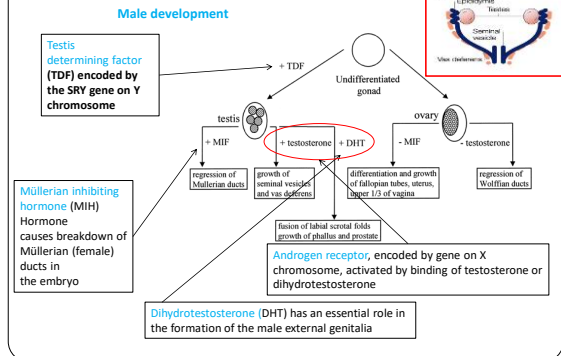 Male development
Epididymis
Testes
Seminal
vesicle
Vas deferens
Testis
determining factor
(TDF) encoded by
the SRY gene on Y
chromosome
+ TDF
Undifferentiated
gonad
testis
ovary
+ MIF
+ testosterone
+ DHT
- MIF
- testosterone
regression of
Mullerian ducts
growth of
seminal vesicles
and vas deferens
differentiation and growth
of fallopian tubes, uterus,
upper 1/3 of vagina
regression of
Wolffian ducts
fusion of labial scrotal folds
growth of phallus and prostate
Müllerian inhibiting
hormone (MIH)
Hormone
causes breakdown of
Müllerian (female)
ducts in
the embryo
Androgen receptor, encoded by gene on X
chromosome, activated by binding of testosterone or
dihydrotestosterone
Dihydrotestosterone (DHT) has an essential role in
the formation of the male external genitalia